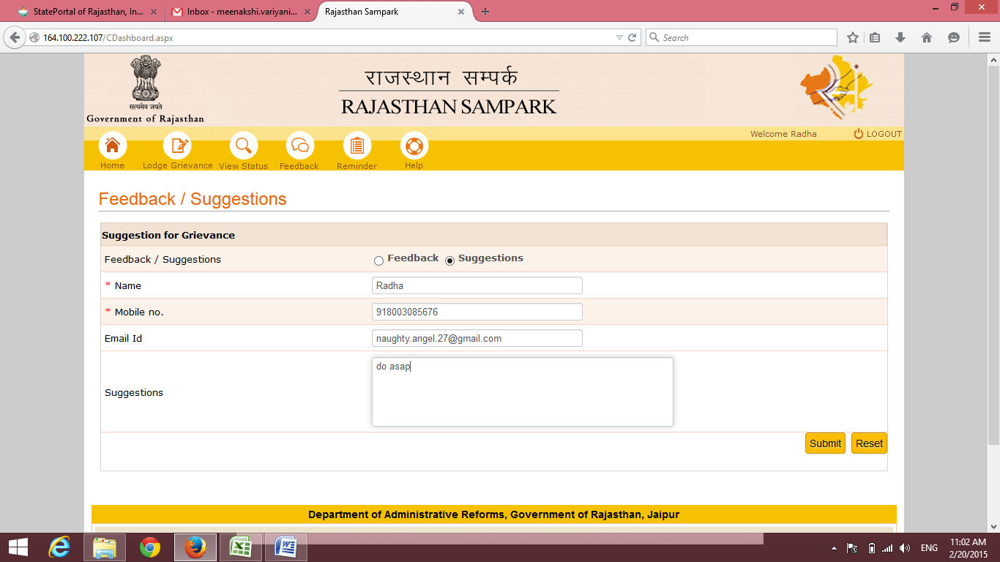 StatePortal of Rajasthan, In...
Inbox - meenakshi.variyani...
Rajasthan Sampark
164.100.222.107/CDashboard.aspx
Search
सत्यमेव जयते
Government of Rajasthan
राजस्थान सम्पर्क
RAJASTHAN SAMPARK
Welcome Radha
LOGOUT
Home
Lodge Grievance
View Status
Feedback
Reminder
Help
Feedback / Suggestions
Suggestion for Grievance
Feedback / Suggestions
Feedback
Suggestions
* Name
Radha
* Mobile no.
918003085676
Email Id
naughty.angel.27@gmail.com
Suggestions
do asap
Submit
Reset
Department of Administrative Reforms, Government of Rajasthan, Jaipur
ENG
11:02 AM
2/20/2015